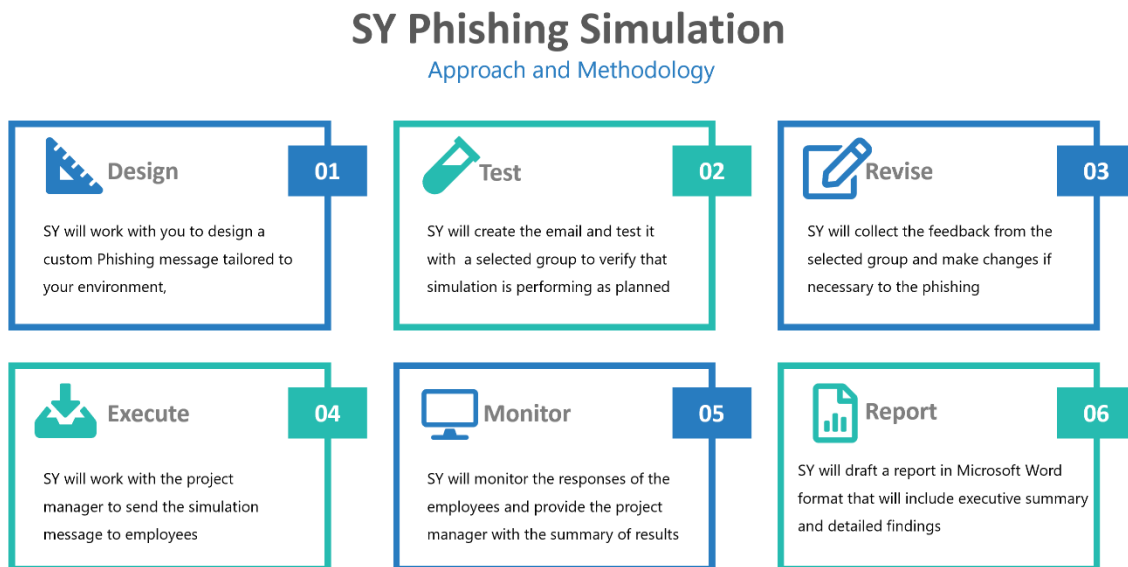 SY Phishing Simulation
Approach and Methodology
Design
01
SY will work with you to design a
custom Phishing message tailored to
your environment,
Test
02
SY will create the email and test it
with a selected group to verify that
simulation is performing as planned
Revise
03
SY will collect the feedback from the
selected group and make changes if
necessary to the phishing
Execute
04
SY will work with the project
manager to send the simulation
message to employees
Monitor
05
SY will monitor the responses of the
employees and provide the project
manager with the summary of results
Report
06
SY will draft a report in Microsoft Word
format that will include executive summary
and detailed findings